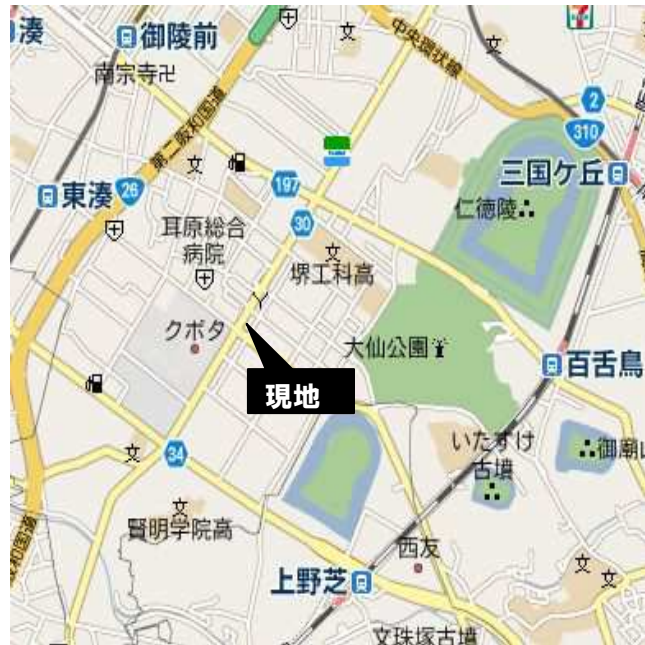 湊
御陵前
中央環状線
南宗寺卍
2
310
第二阪和国道
三国ケ丘
197
東湊
26
仁徳陵
30
耳原総合
病院
堺工科高
クボタ
大仙公園
百舌鳥
現地
いたすけ
古墳
御廟山
34
賢明学院高
西友
上野芝
阪和国道
文珠塚古墳